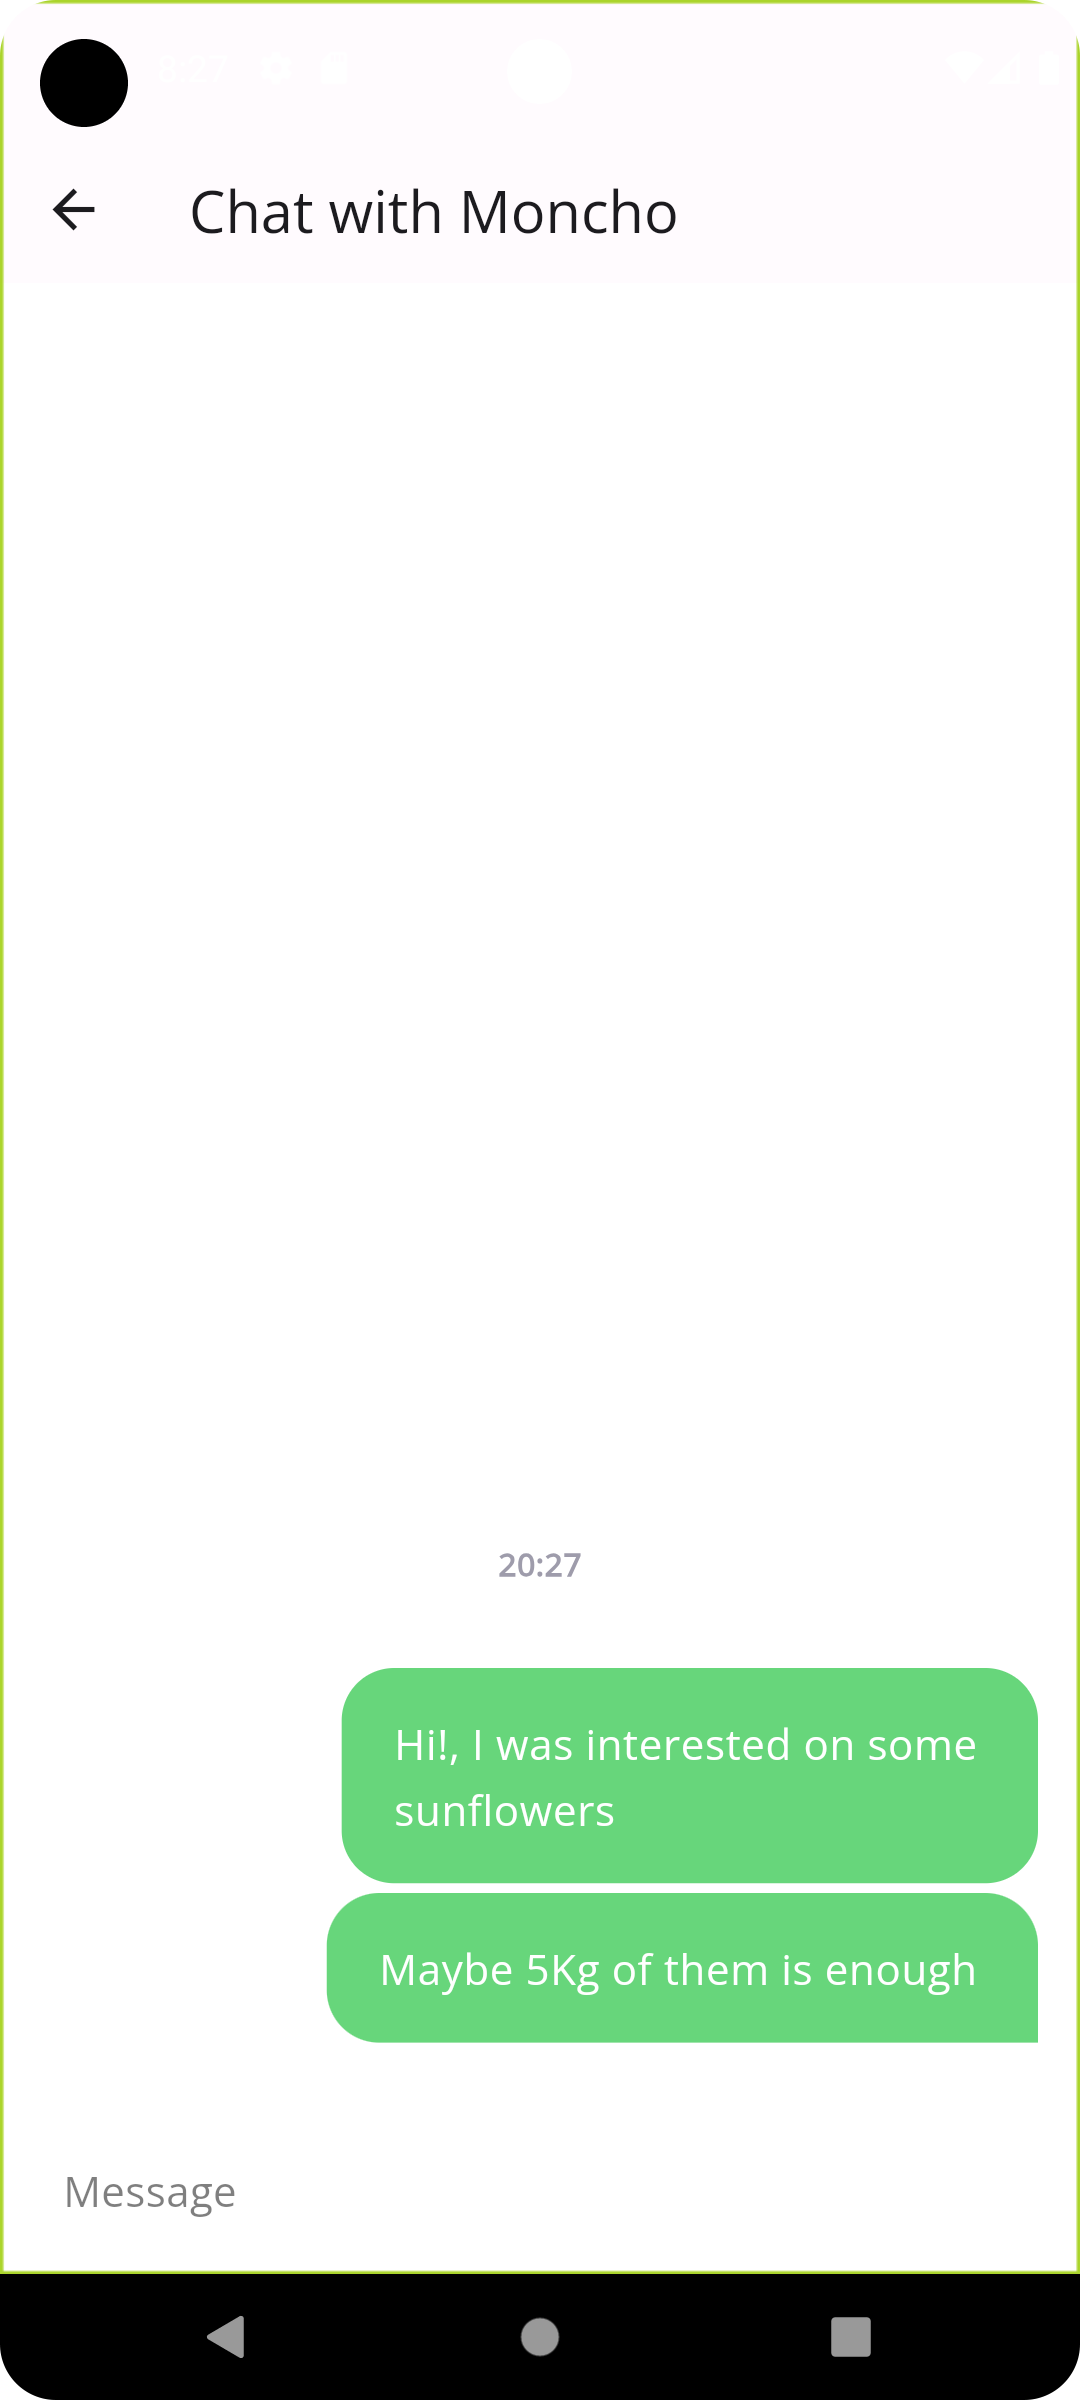 Chat with Moncho
20:27
Hi!, I was interested on some
sunflowers
Maybe 5Kg of them is enough
Message